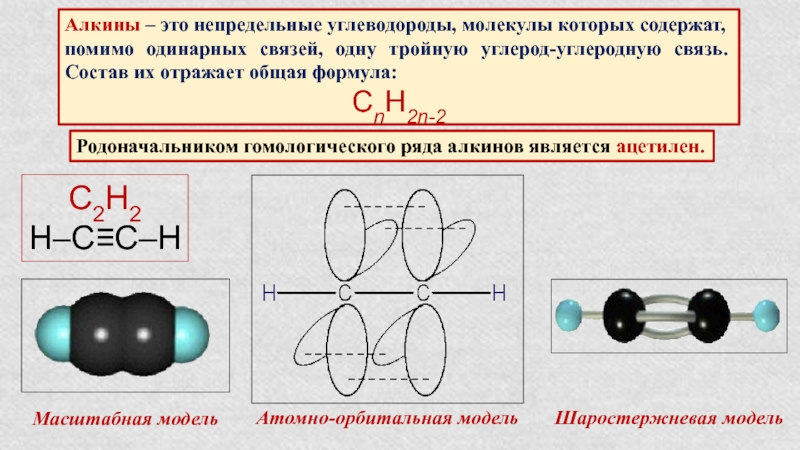 Алкины – это непредельные углеводороды, молекулы которых содержат,
помимо одинарных связей, одну тройную углерод-углеродную связь.
Состав их отражает общая формула:
CnH2n-2
Родоначальником гомологического ряда алкинов является ацетилен.
C2H2
H–C≡C–H
H C C H
Масштабная модель
Атомно-орбитальная модель
Шаростержневая модель